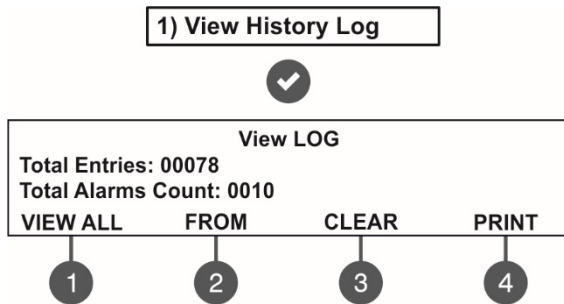 1) View History Log
View LOG
Total Entries: 00078
Total Alarms Count: 0010
VIEW ALL FROM CLEAR PRINT
1 2 3 4